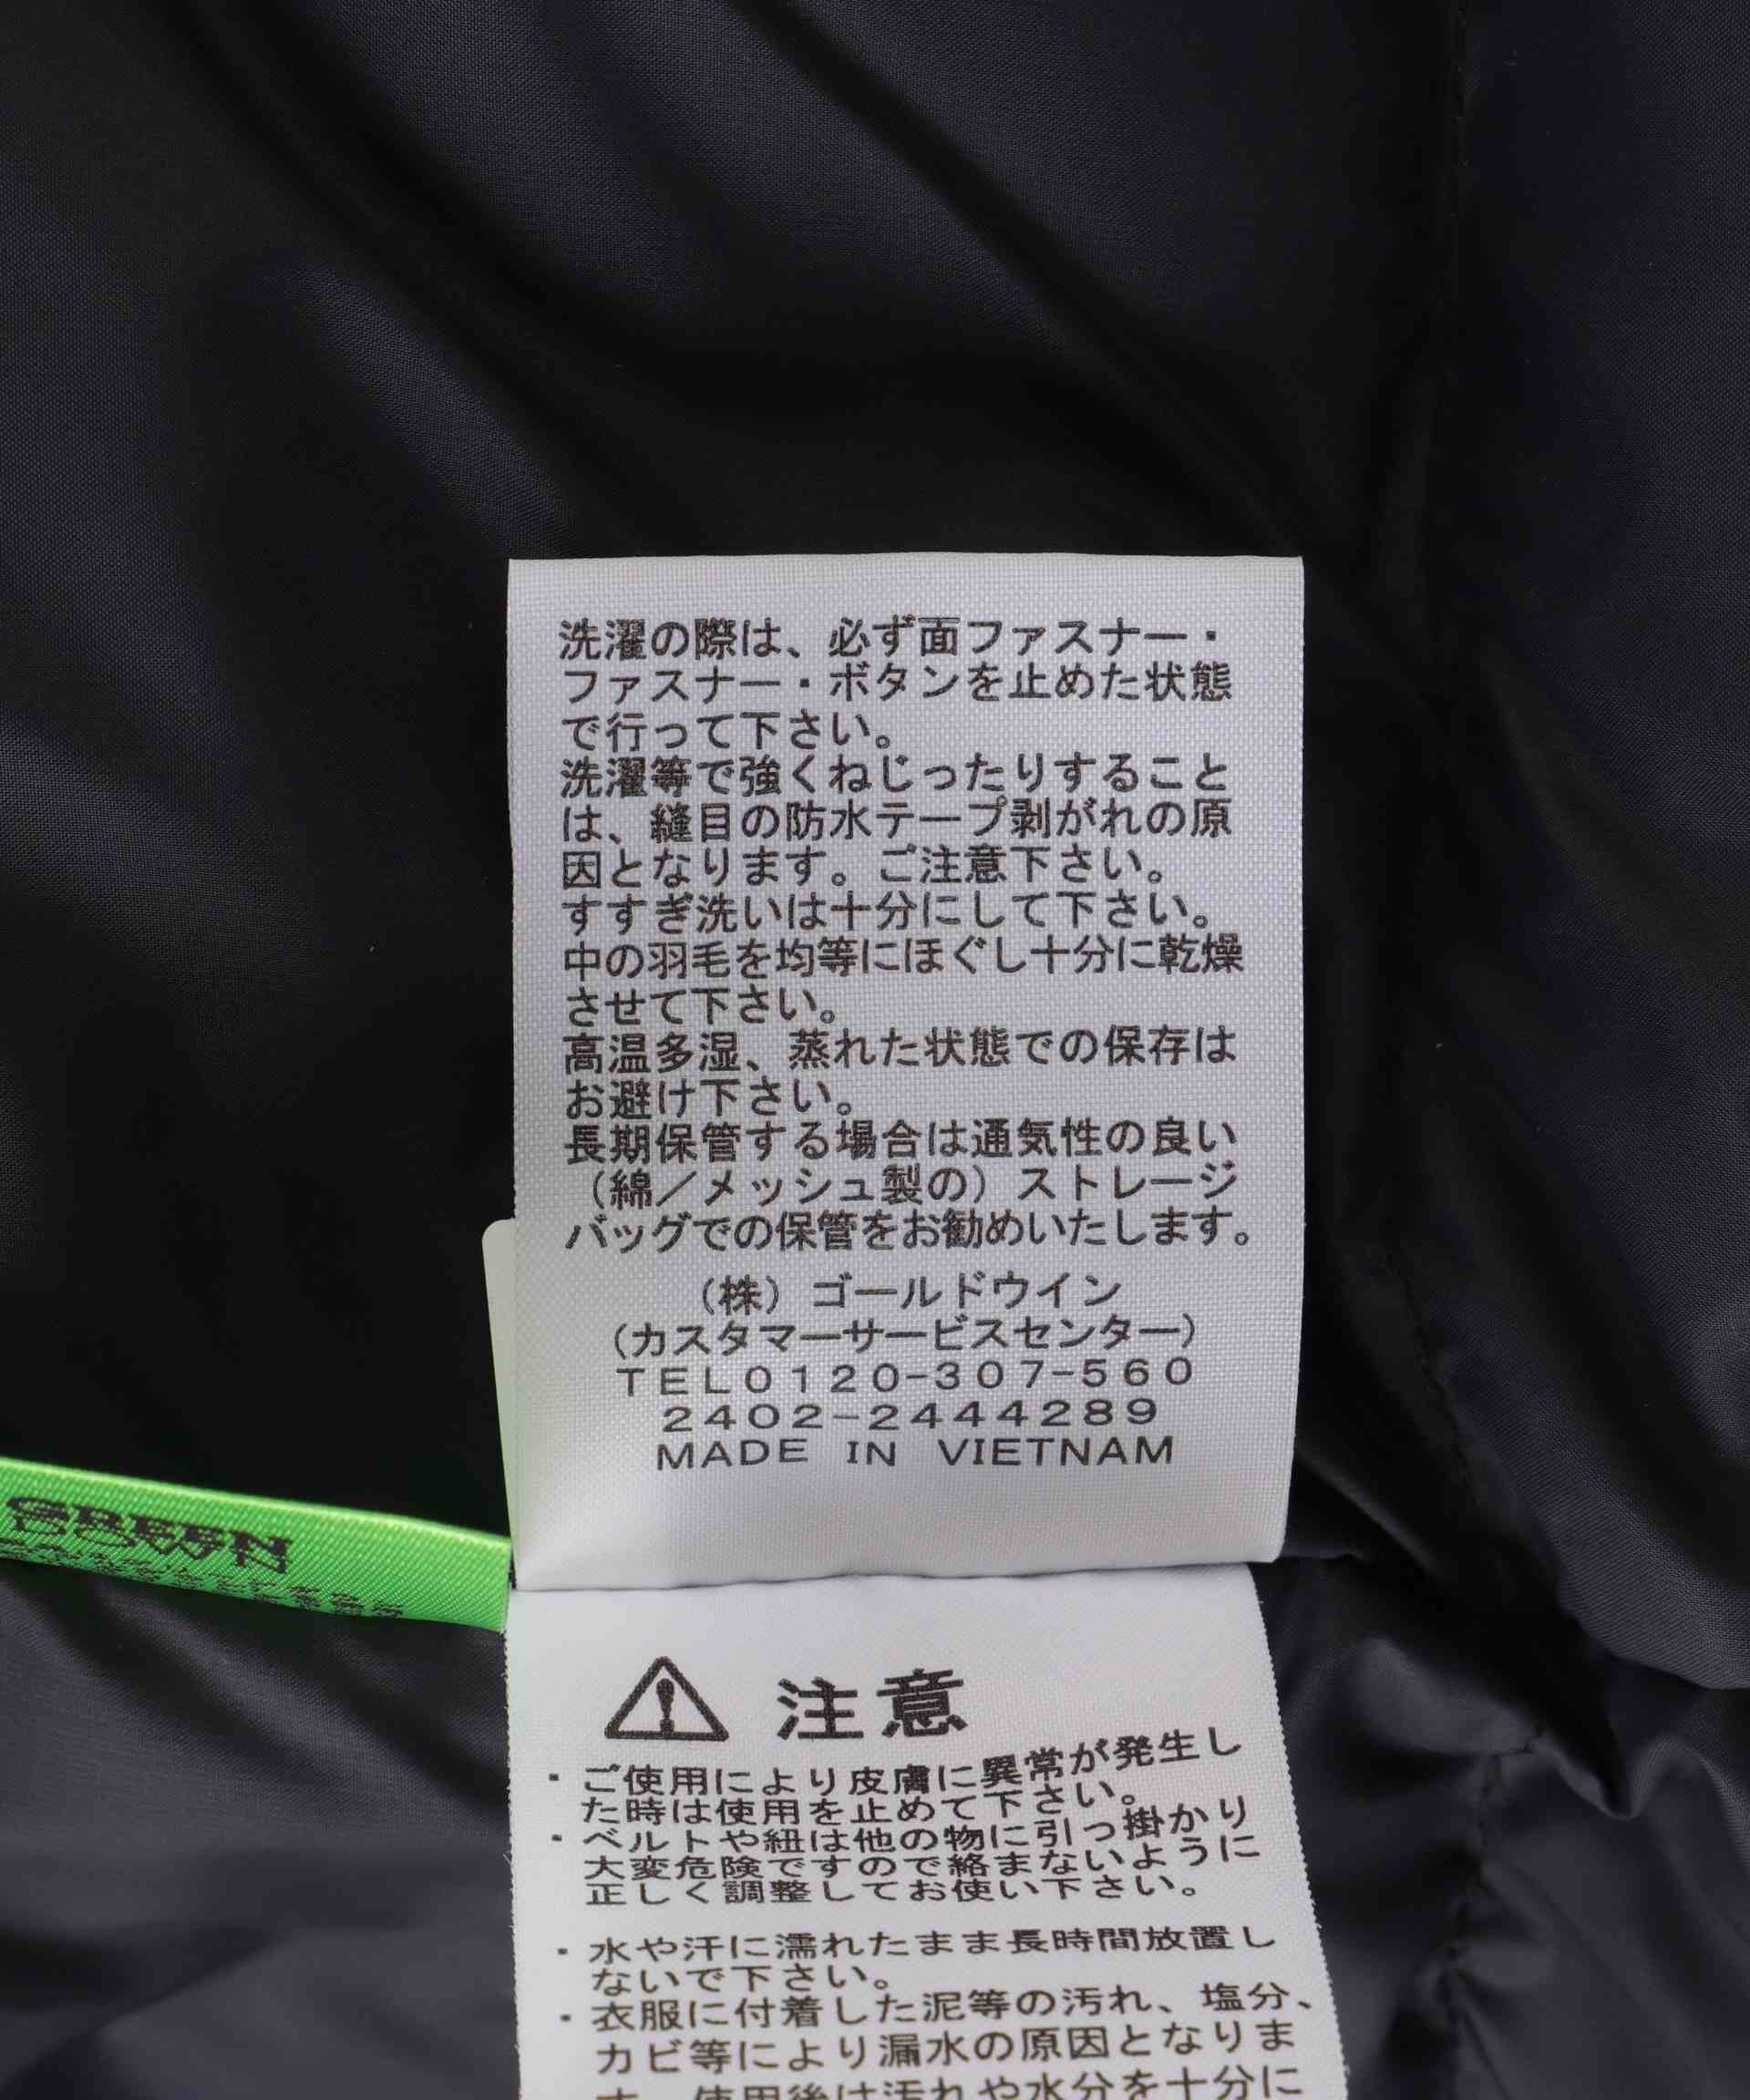 洗濯の際は、必ず面ファスナー・
ファスナー・ボタンを止めた状態
で行って下さい。
洗濯等で強くねじったりすること
は、縫目の防水テープ剥がれの原
因となります。ご注意下さい。
すすぎ洗いは十分にして下さい。
中の羽毛を均等にほぐし十分に乾燥
させて下さい。
高温多湿、蒸れた状態での保存は
お避け下さい。
長期保管する場合は通気性の良い
（綿／メッシュ製の）ストレージ
バッグでの保管をお勧めいたします。
（株）ゴールドウイン
（カスタマーサービスセンター）
TEL0120-307-560
2402-2444289
MADE IN VIETNAM
GREEN
DOWN
注意
・ご使用により皮膚に異常が発生し
た時は使用を止めて下さい。
・ベルトや紐は他の物に引っ掛かり
大変危険ですので絡まないように
正しく調整してお使い下さい。
・水や汗に濡れたまま長時間放置し
ないで下さい。
・衣服に付着した泥等の汚れ、塩分、
カビ等により漏水の原因となりま
す。使用後は汚れや水分を十分に